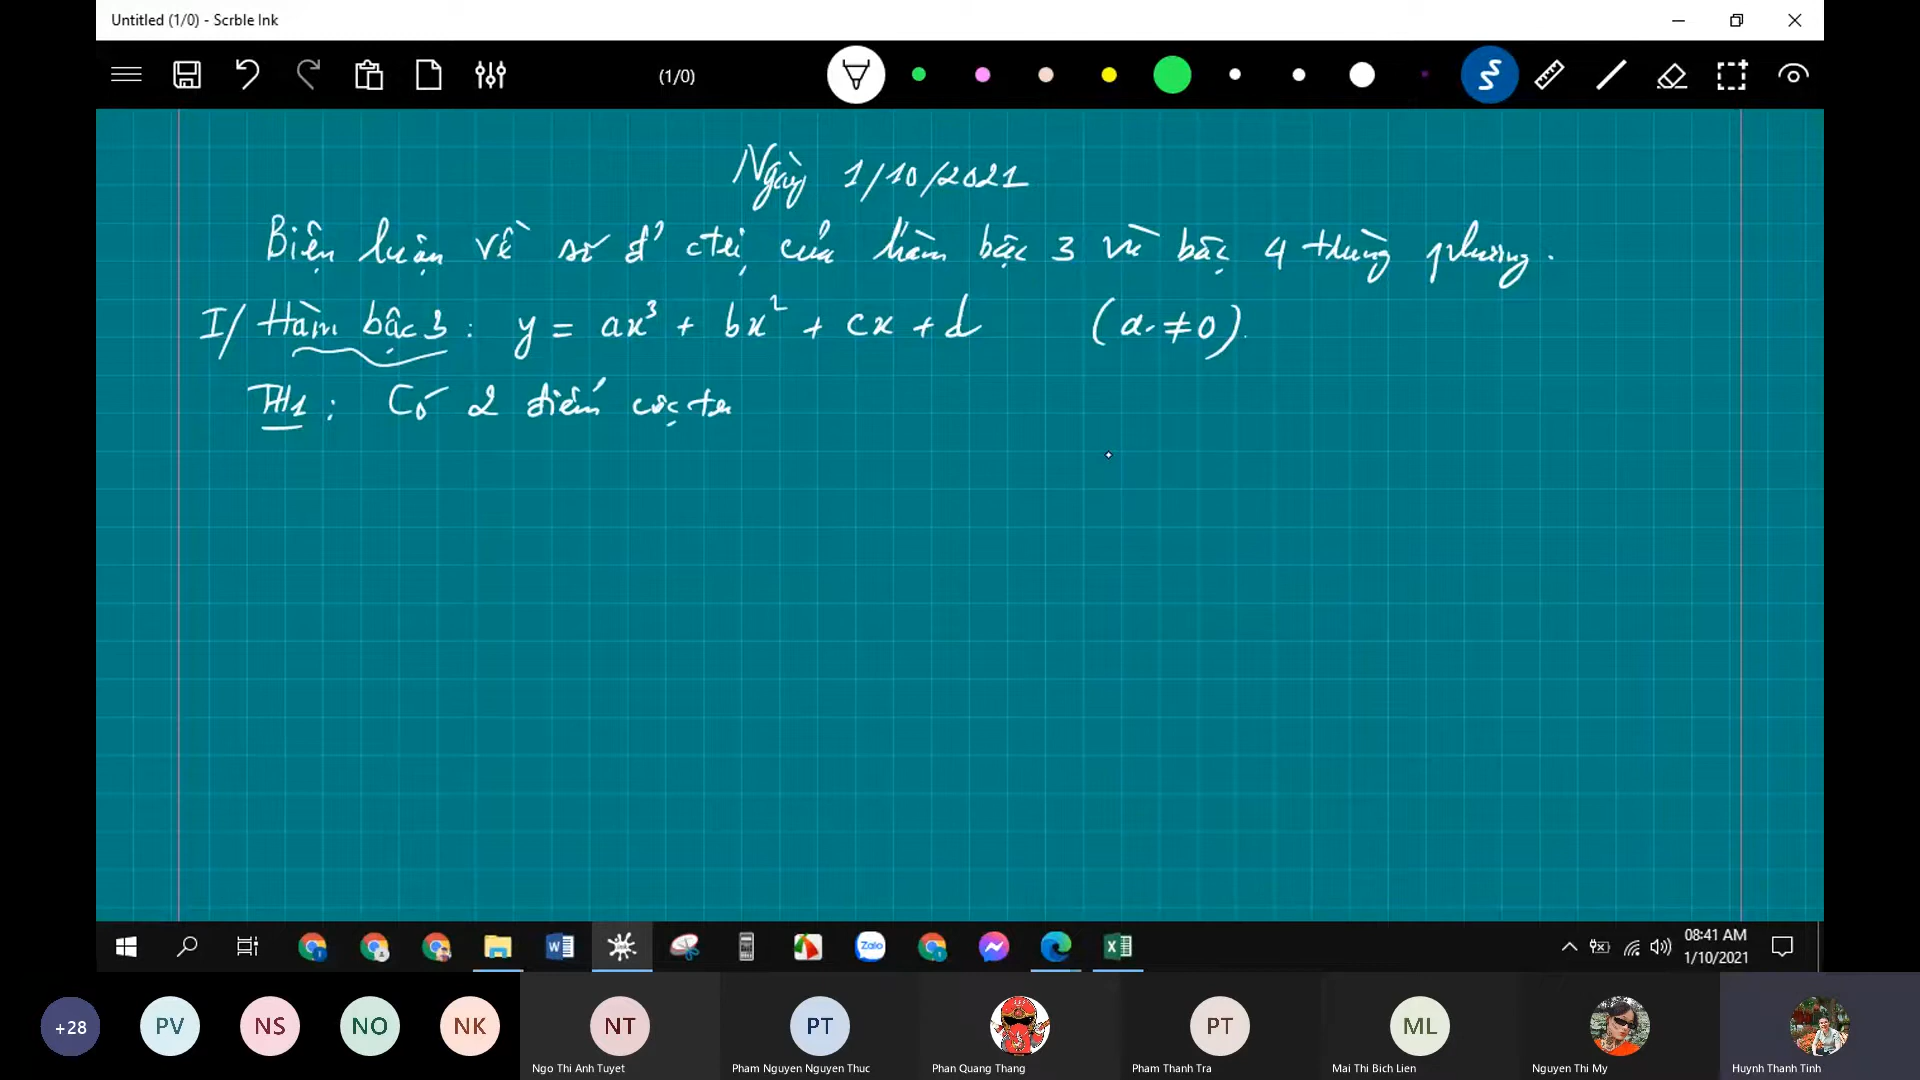 Untitled (1/0) - Scrble Ink
(1/0)
Ngày 1/10/2021
Biện luận về số đ' ctrị của hàm bậc 3 và bậc 4 trùng phương.
I/ Hàm bậc 3 : y = ax³ + bx² + cx + d (a ≠ 0).
TH1 : Có 2 điểm cực trị
Zalo
08:41 AM
1/10/2021
+28 PV NS NO NK NT PT PT ML
Ngo Thi Anh Tuyet Pham Nguyen Nguyen Thuc Phan Quang Thang Pham Thanh Tra Mai Thi Bich Lien Nguyen Thi My Huynh Thanh Tinh